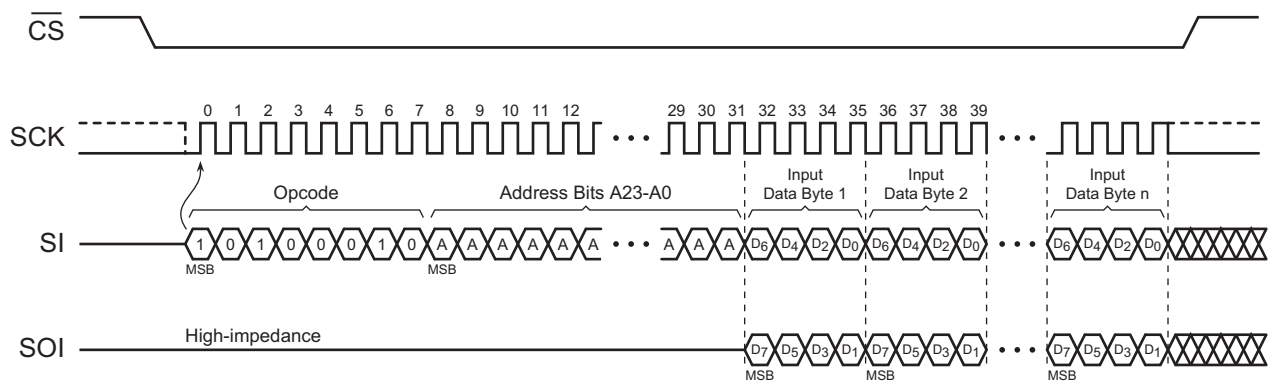 CS
0 1 2 3 4 5 6 7 8 9 10 11 12 29 30 31 32 33 34 35 36 37 38 39
SCK
Opcode Address Bits A23-A0 Input Data Byte 1 Input Data Byte 2 Input Data Byte n
SI 1 0 1 0 0 0 1 0 A A A A A A A A A D6 D4 D2 D0 D6 D4 D2 D0 D6 D4 D2 D0
MSB MSB
High-impedance
SOI D7 D5 D3 D1 D7 D5 D3 D1 D7 D5 D3 D1
MSB MSB MSB